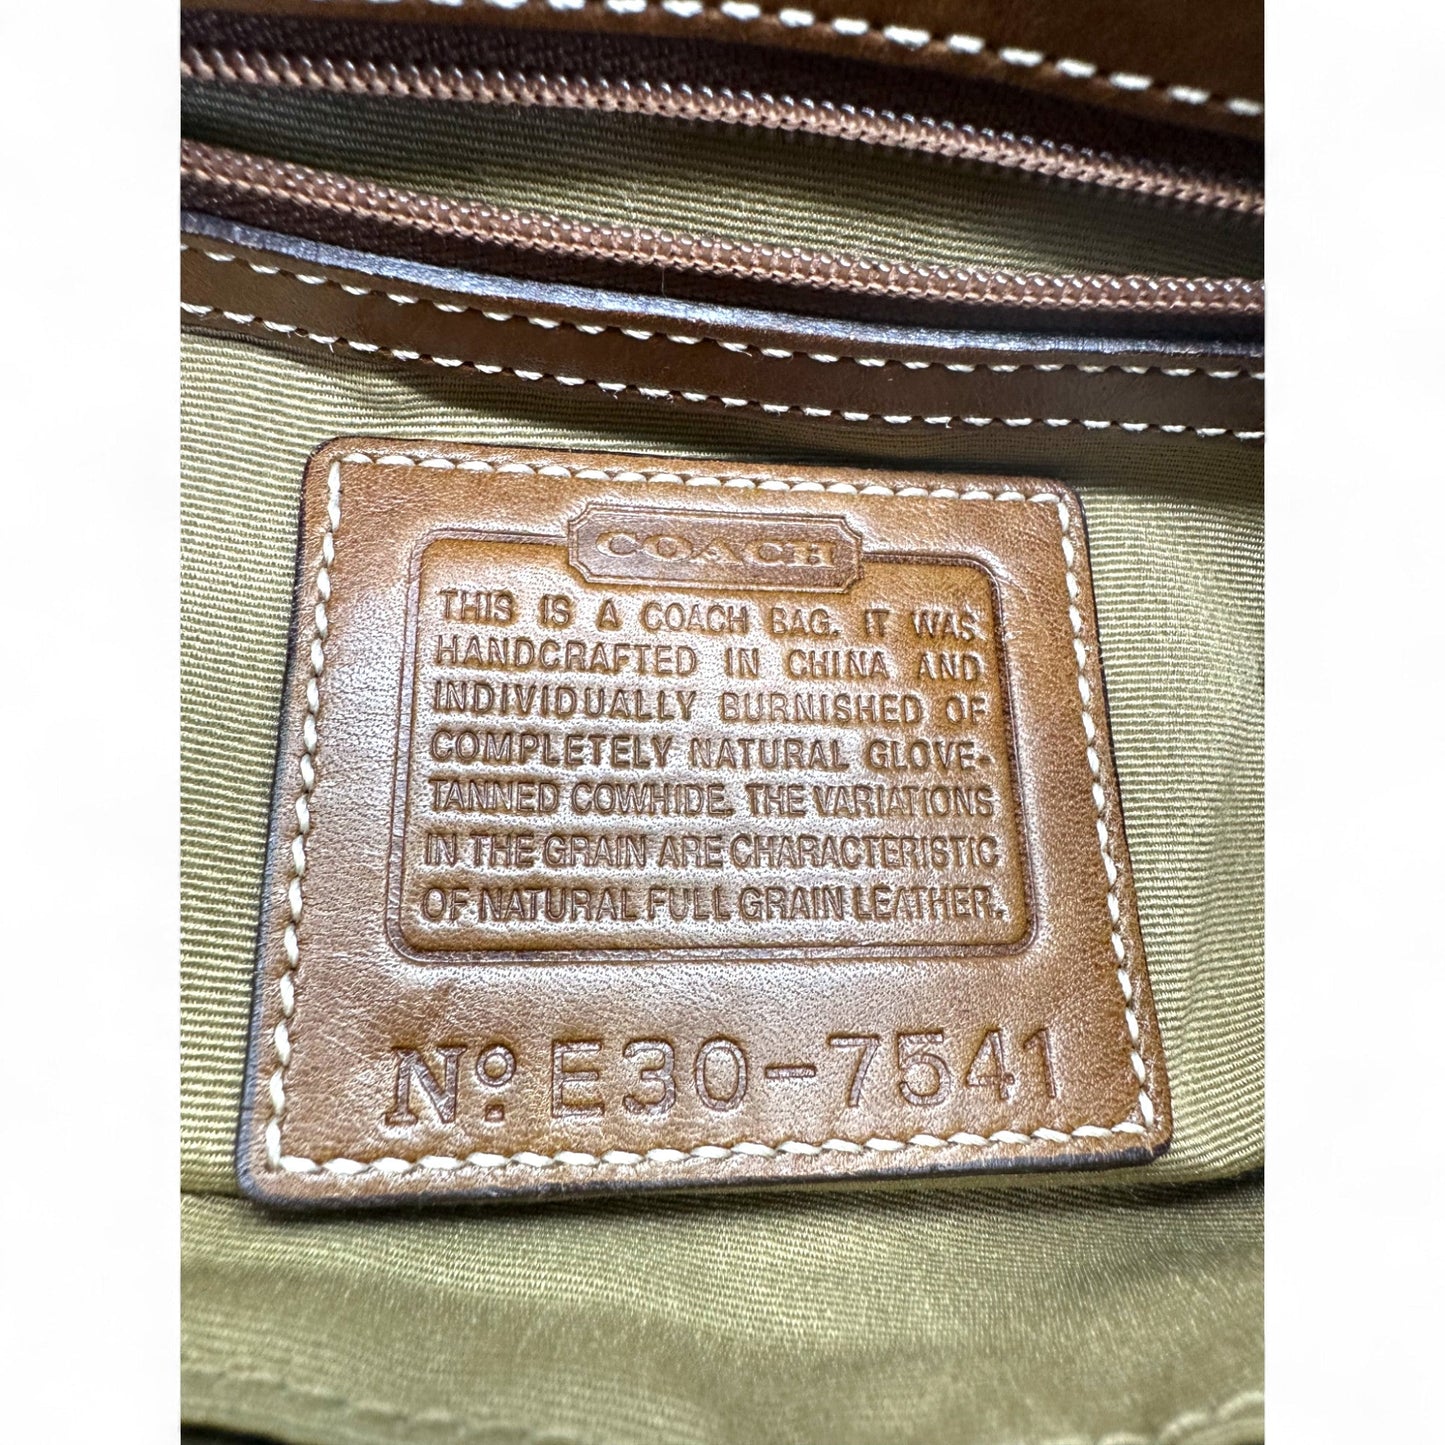 COACH
THIS IS A COACH BAG. IT WAS
HANDCRAFTED IN CHINA AND
INDIVIDUALLY BURNISHED OF
COMPLETELY NATURAL GLOVE-
TANNED COWHIDE. THE VARIATIONS
IN THE GRAIN ARE CHARACTERISTIC
OF NATURAL FULL GRAIN LEATHER.
Nº E30-7541